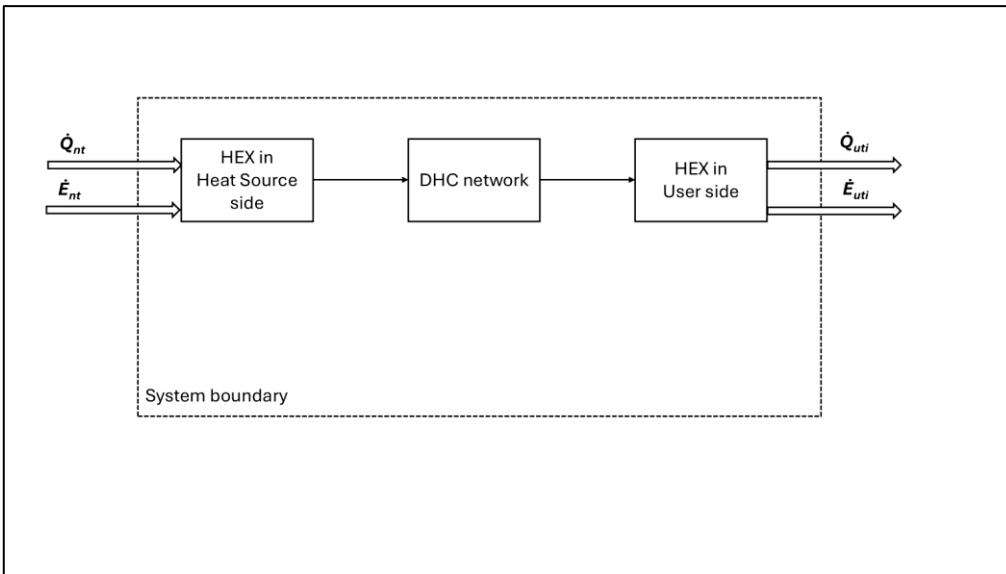 Q̇nt
Ėnt
HEX in
Heat Source
side
DHC network
HEX in
User side
Q̇uti
Ėuti
System boundary